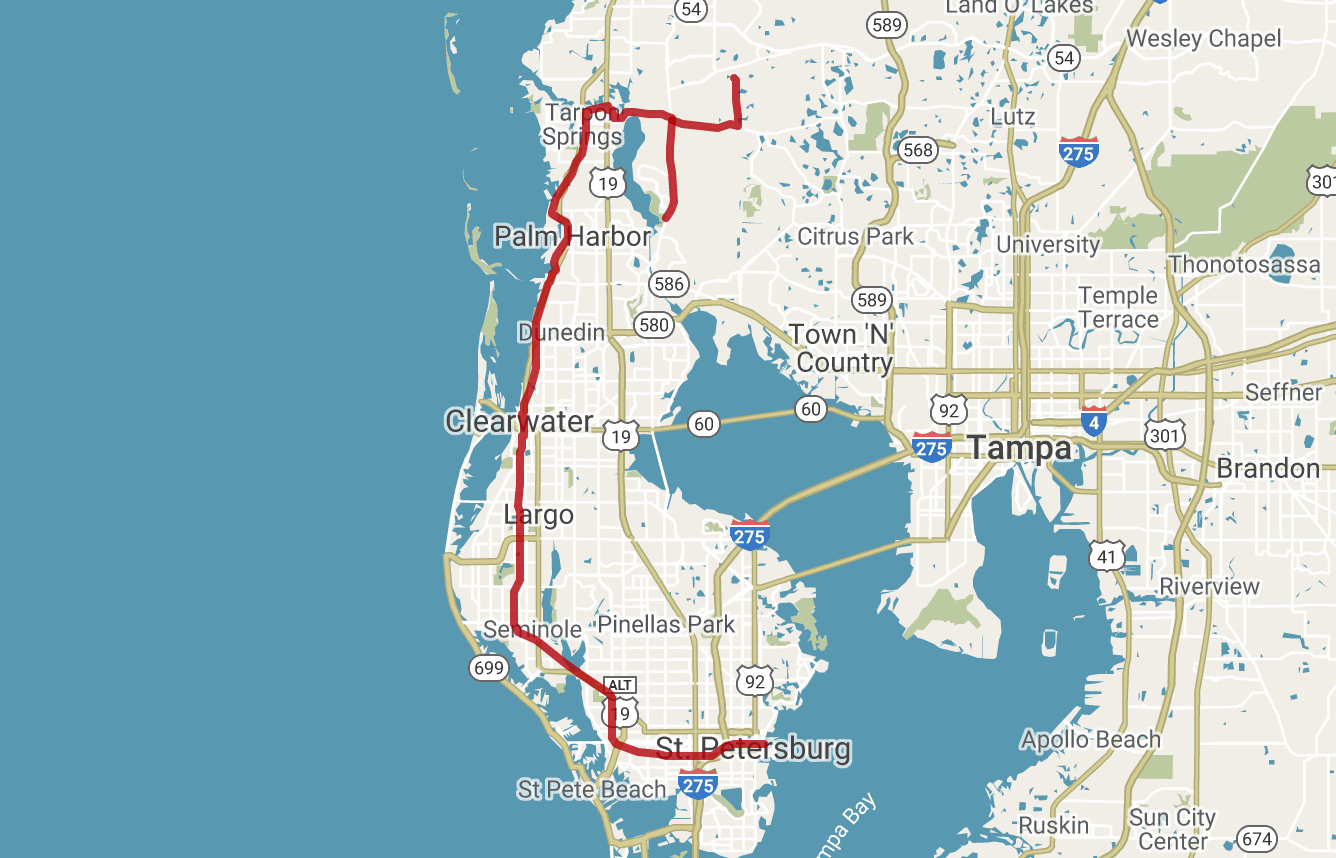 54
Land O' Lakes
589
Wesley Chapel
54
Tarpon
Springs
Lutz
568
275
19
301
Palm Harbor
Citrus Park
University
Thonotosassa
586
589
Temple
Terrace
580
Dunedin
Town 'N'
Country
Seffner
Clearwater
60
60
92
4
19
275
Tampa
301
Brandon
Largo
275
41
Riverview
Seminole
Pinellas Park
699
ALT
19
92
St. Petersburg
Apollo Beach
St Pete Beach
275
mpa Bay
Ruskin
Sun City
Center
674